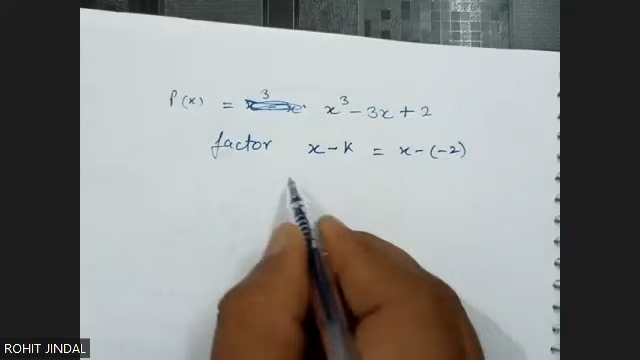 P(x) = x³ - 3x + 2
factor x - k = x - (-2)
ROHIT JINDAL